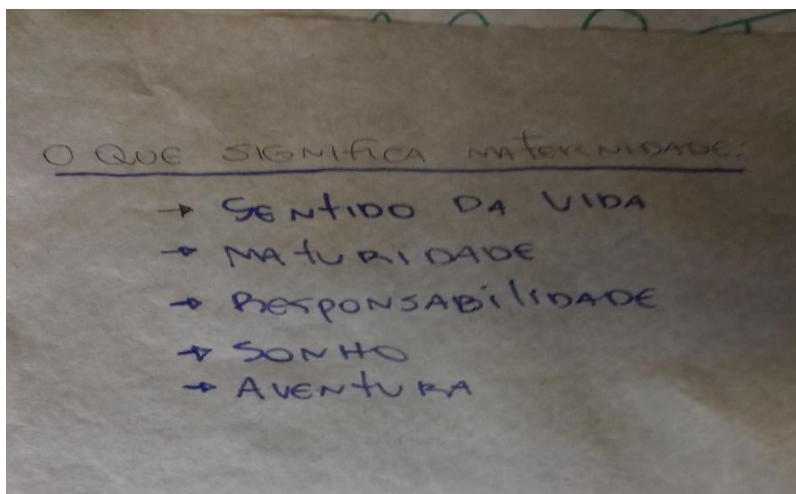 O QUE SIGNIFICA MATERNIDADE:
→ SENTIDO DA VIDA
→ MATURIDADE
→ RESPONSABILIDADE
→ SONHO
→ AVENTURA